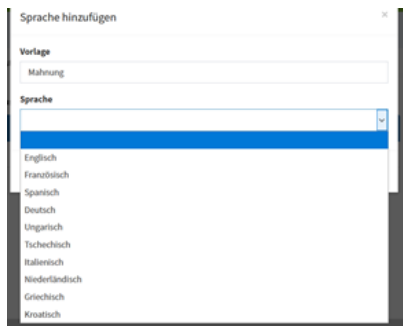 Sprache hinzufügen ×
Vorlage
Mahnung
Sprache
Englisch
Französisch
Spanisch
Deutsch
Ungarisch
Tschechisch
Italienisch
Niederländisch
Griechisch
Kroatisch